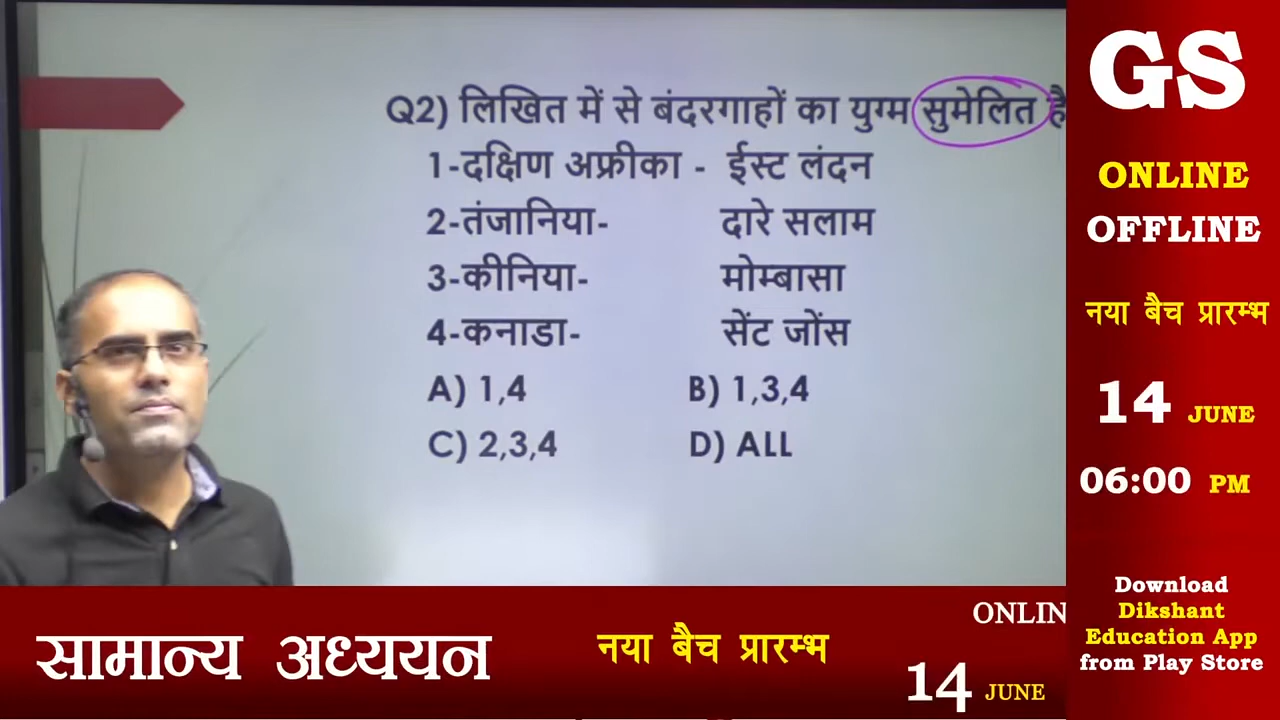 Q2) लिखित में से बंदरगाहों का युग्म सुमेलित है
1-दक्षिण अफ्रीका - ईस्ट लंदन
2-तंजानिया- दारे सलाम
3-कीनिया- मोम्बासा
4-कनाडा- सेंट जोंस
A) 1,4 B) 1,3,4
C) 2,3,4 D) ALL
GS
ONLINE
OFFLINE
नया बैच प्रारम्भ
14 JUNE
06:00 PM
Download
Dikshant
Education App
from Play Store
सामान्य अध्ययन
नया बैच प्रारम्भ
ONLIN
14 JUNE